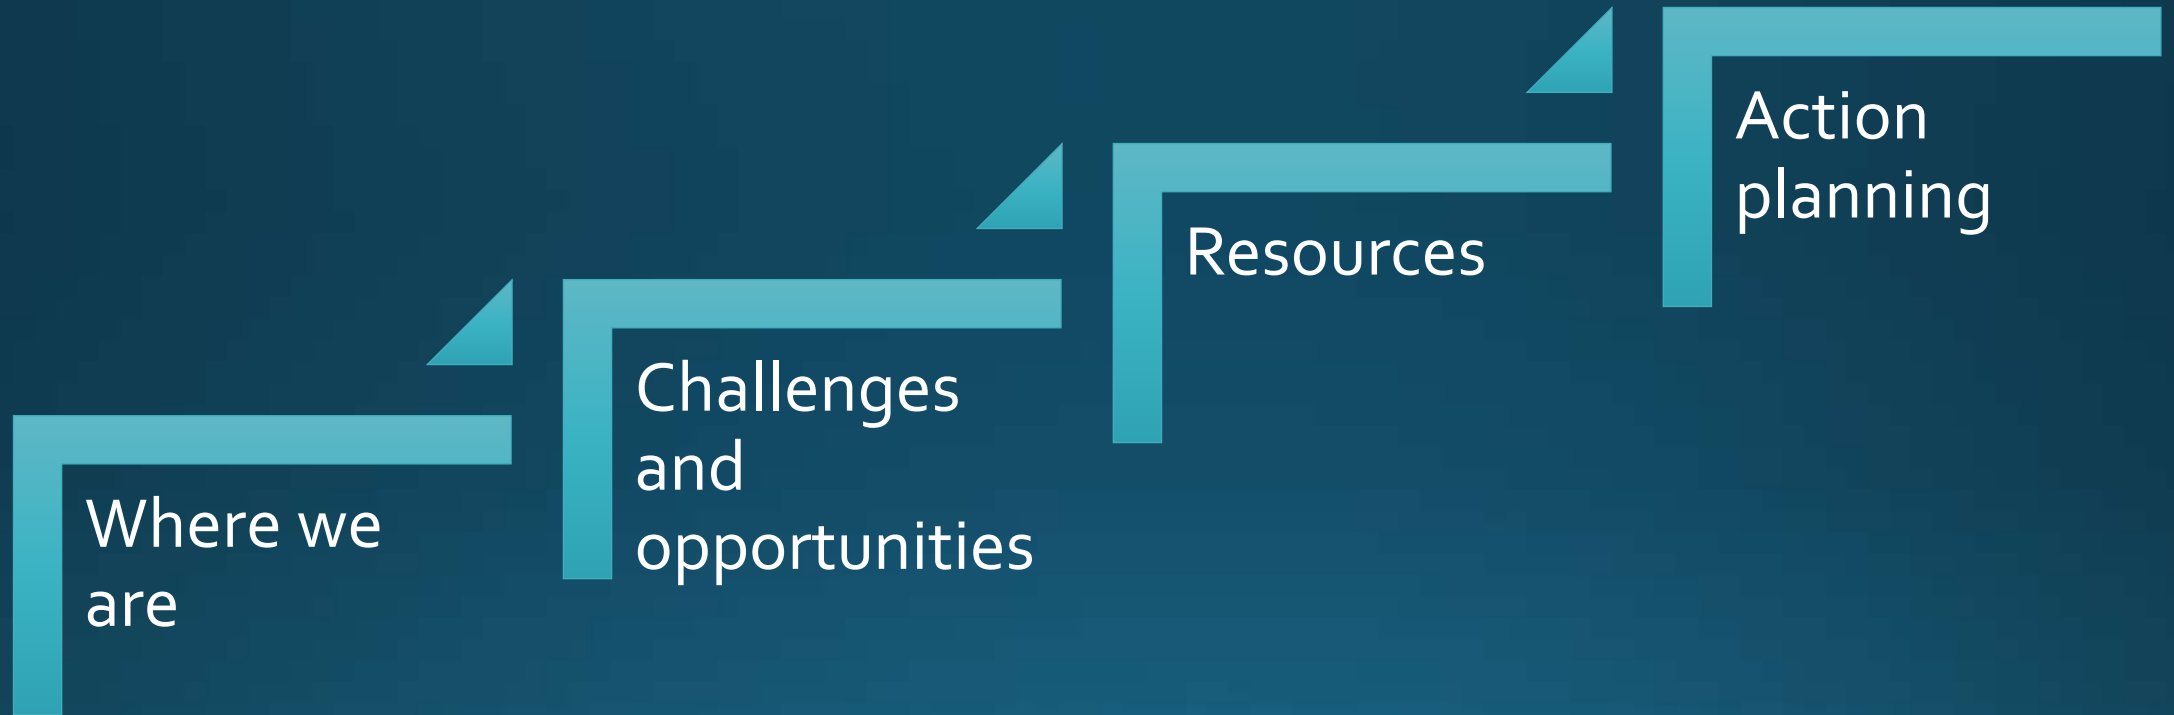 Where we
are
Challenges
and
opportunities
Resources
Action
planning